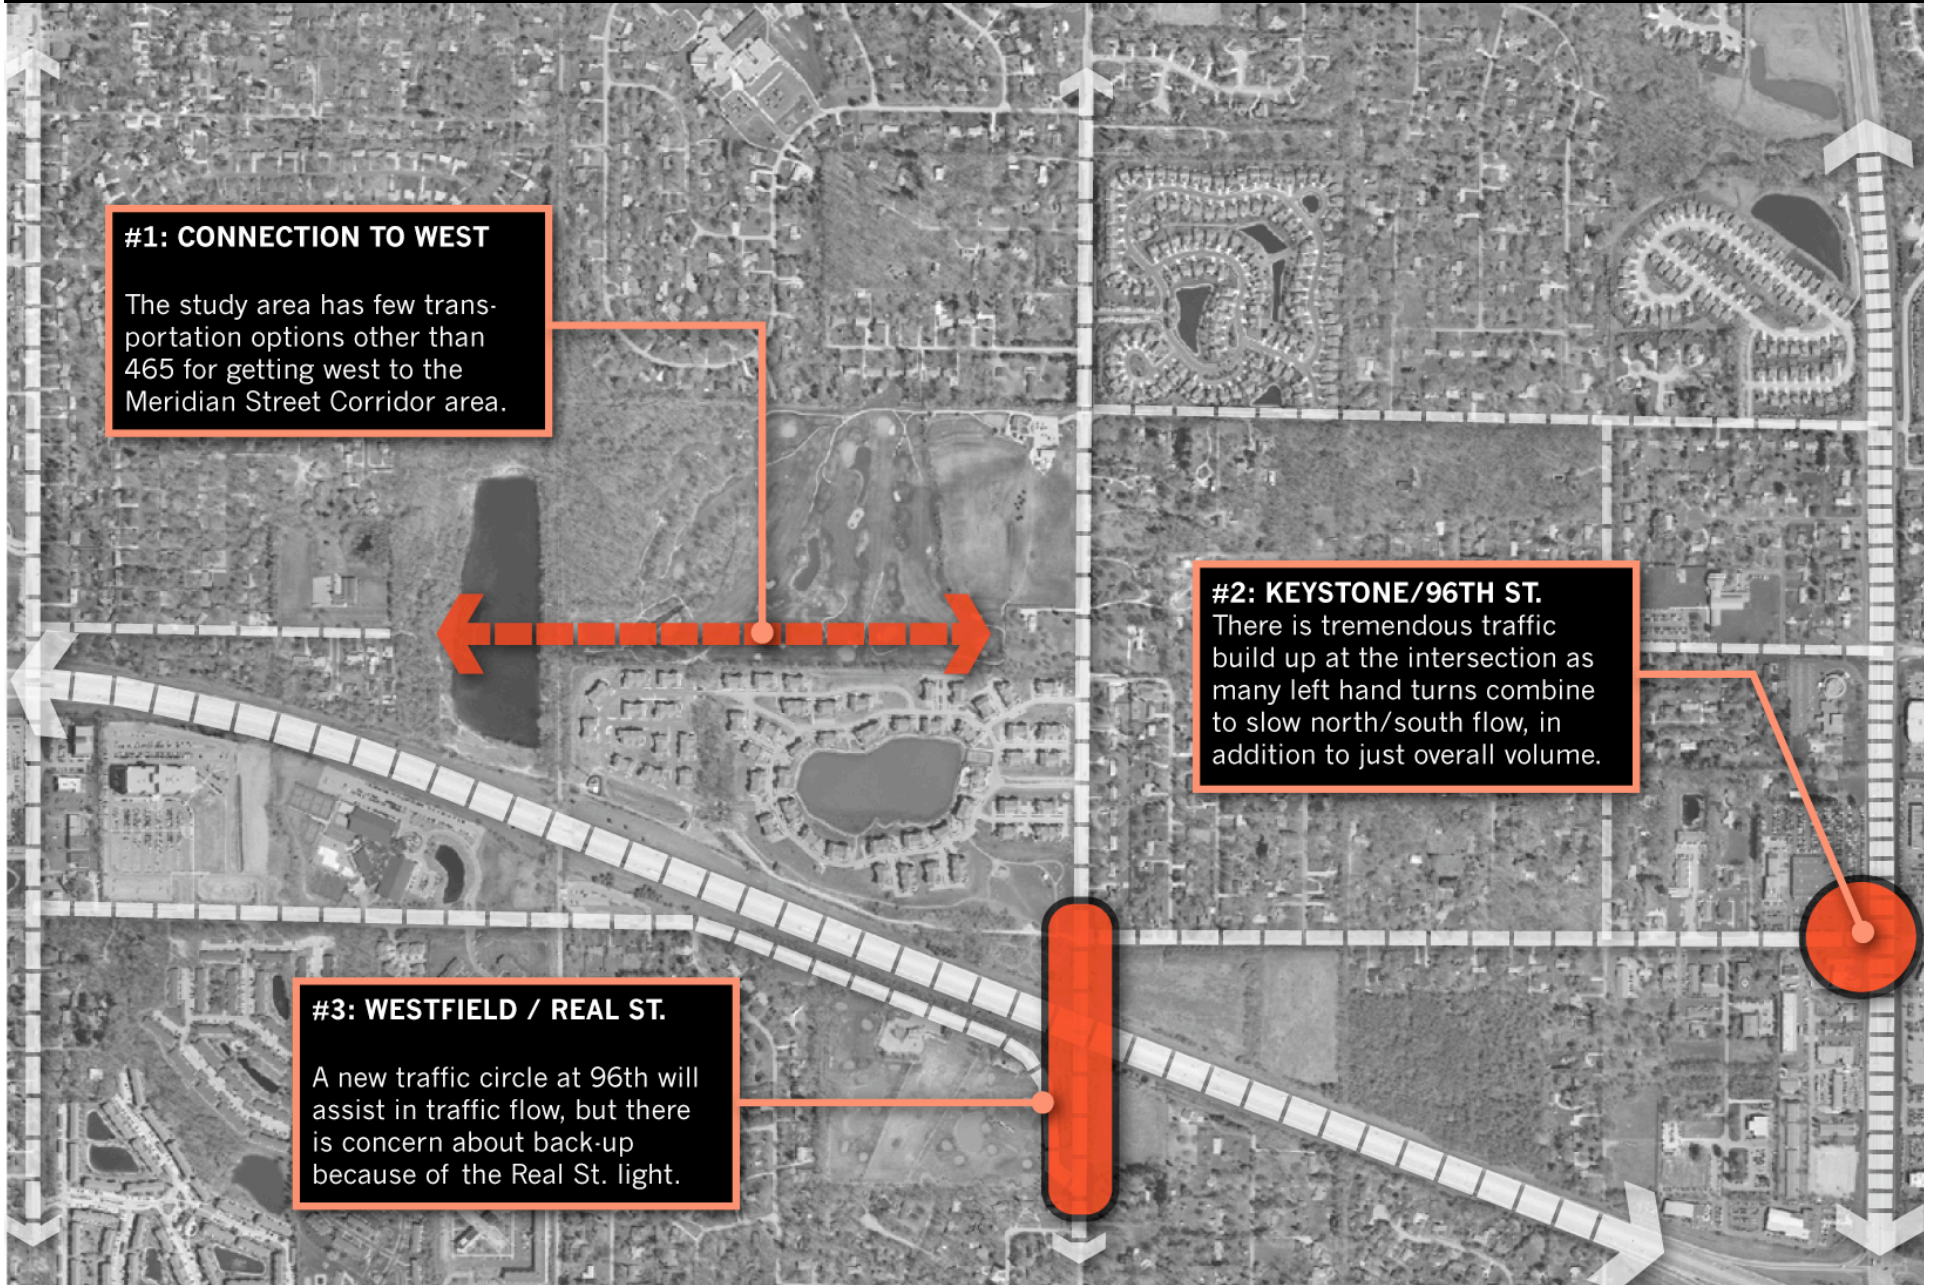 #1: CONNECTION TO WEST
The study area has few trans-
portation options other than
465 for getting west to the
Meridian Street Corridor area.
#2: KEYSTONE/96TH ST.
There is tremendous traffic
build up at the intersection as
many left hand turns combine
to slow north/south flow, in
addition to just overall volume.
#3: WESTFIELD / REAL ST.
A new traffic circle at 96th will
assist in traffic flow, but there
is concern about back-up
because of the Real St. light.